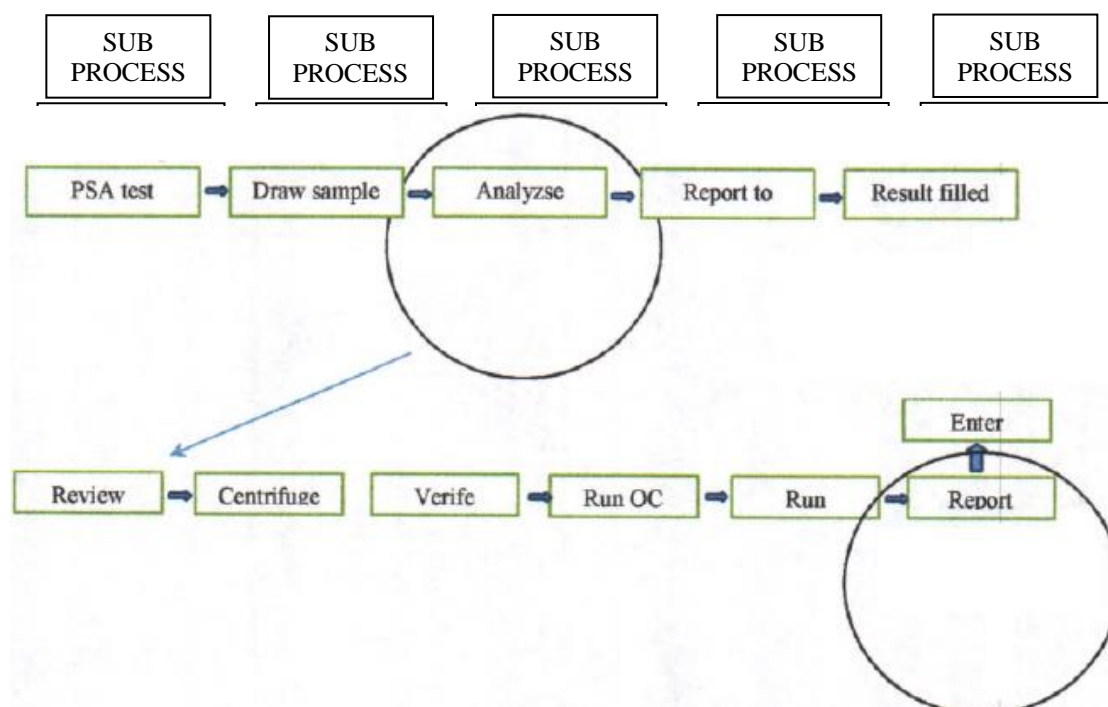 SUB
PROCESS
SUB
PROCESS
SUB
PROCESS
SUB
PROCESS
SUB
PROCESS
PSA test
Draw sample
Analyzse
Report to
Result filled
Enter
Review
Centrifuge
Verife
Run OC
Run
Report